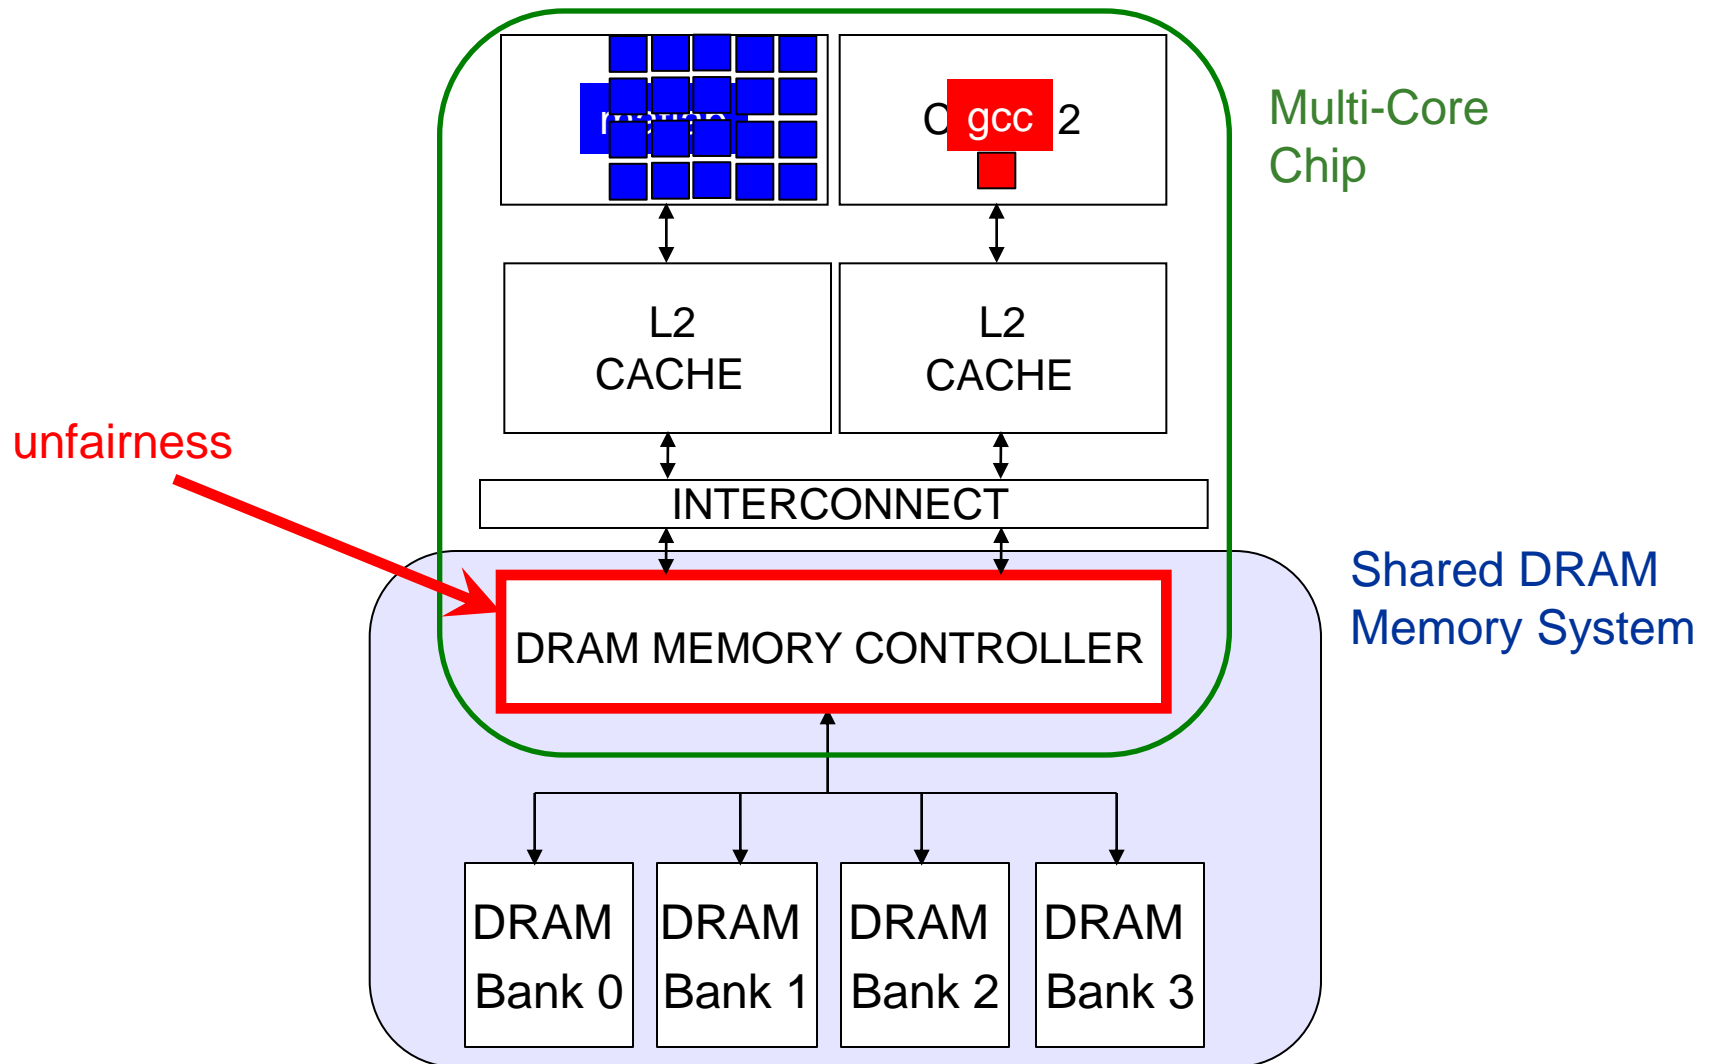 gcc
2
Multi-Core
Chip
L2
CACHE
L2
CACHE
unfairness
INTERCONNECT
Shared DRAM
Memory System
DRAM MEMORY CONTROLLER
DRAM
Bank 0
DRAM
Bank 1
DRAM
Bank 2
DRAM
Bank 3